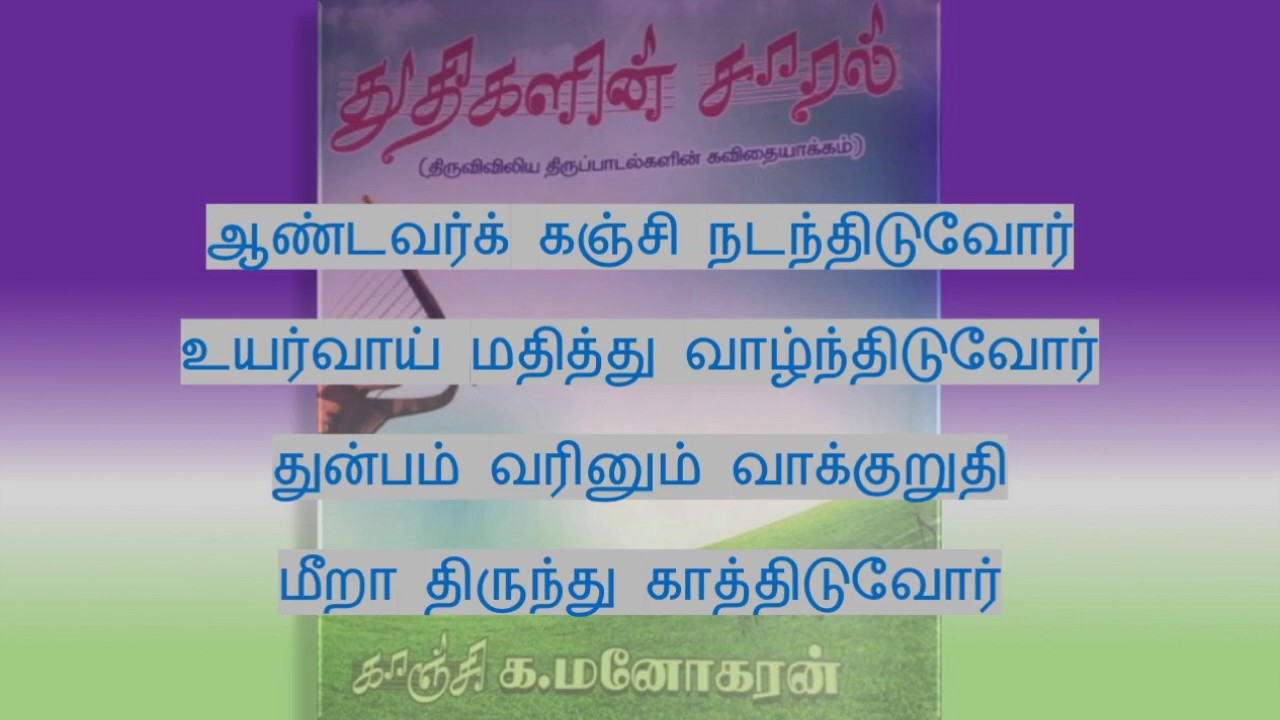 துதிகளின் சாரல்
(திருவிவிலிய திருப்பாடல்களின் கவிதையாக்கம்)
ஆண்டவர்க் கஞ்சி நடந்திடுவோர்
உயர்வாய் மதித்து வாழ்ந்திடுவோர்
துன்பம் வரினும் வாக்குறுதி
மீறா திருந்து காத்திடுவோர்
காஞ்சி க.மனோகரன்